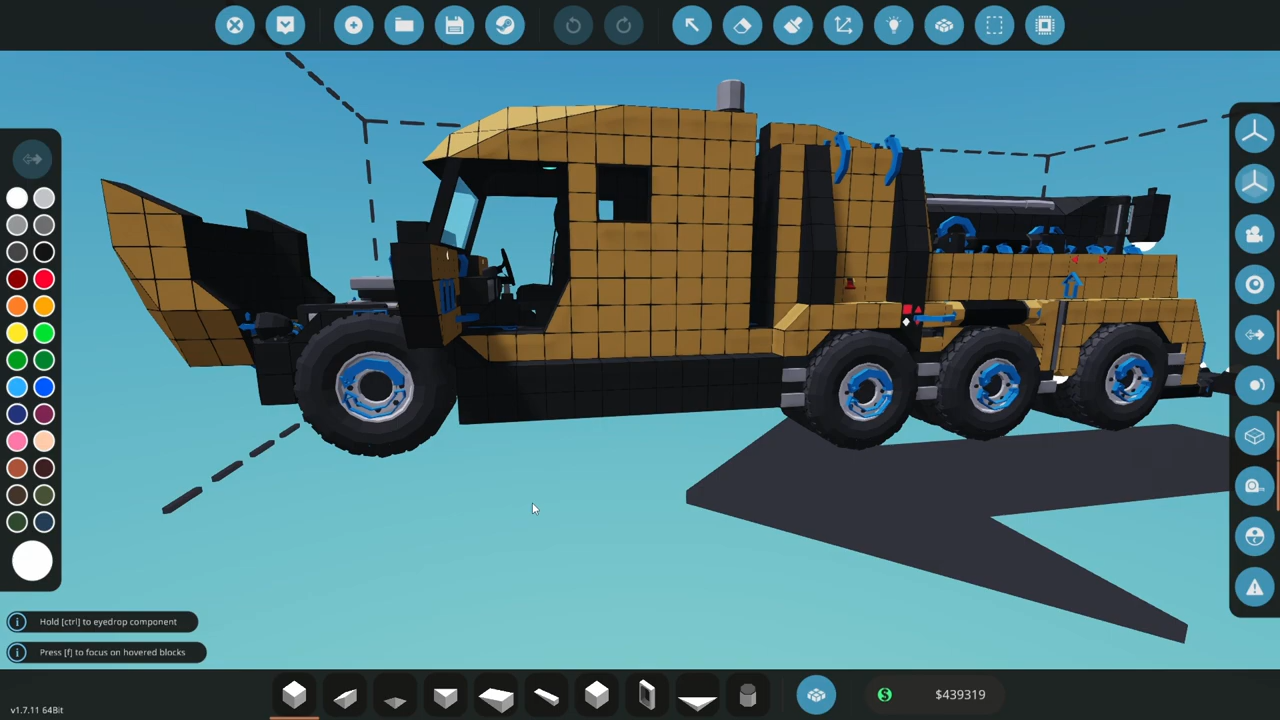 Hold [ctrl] to eyedrop component
Press [f] to focus on hovered blocks
v1.7.11 64Bit
$439319